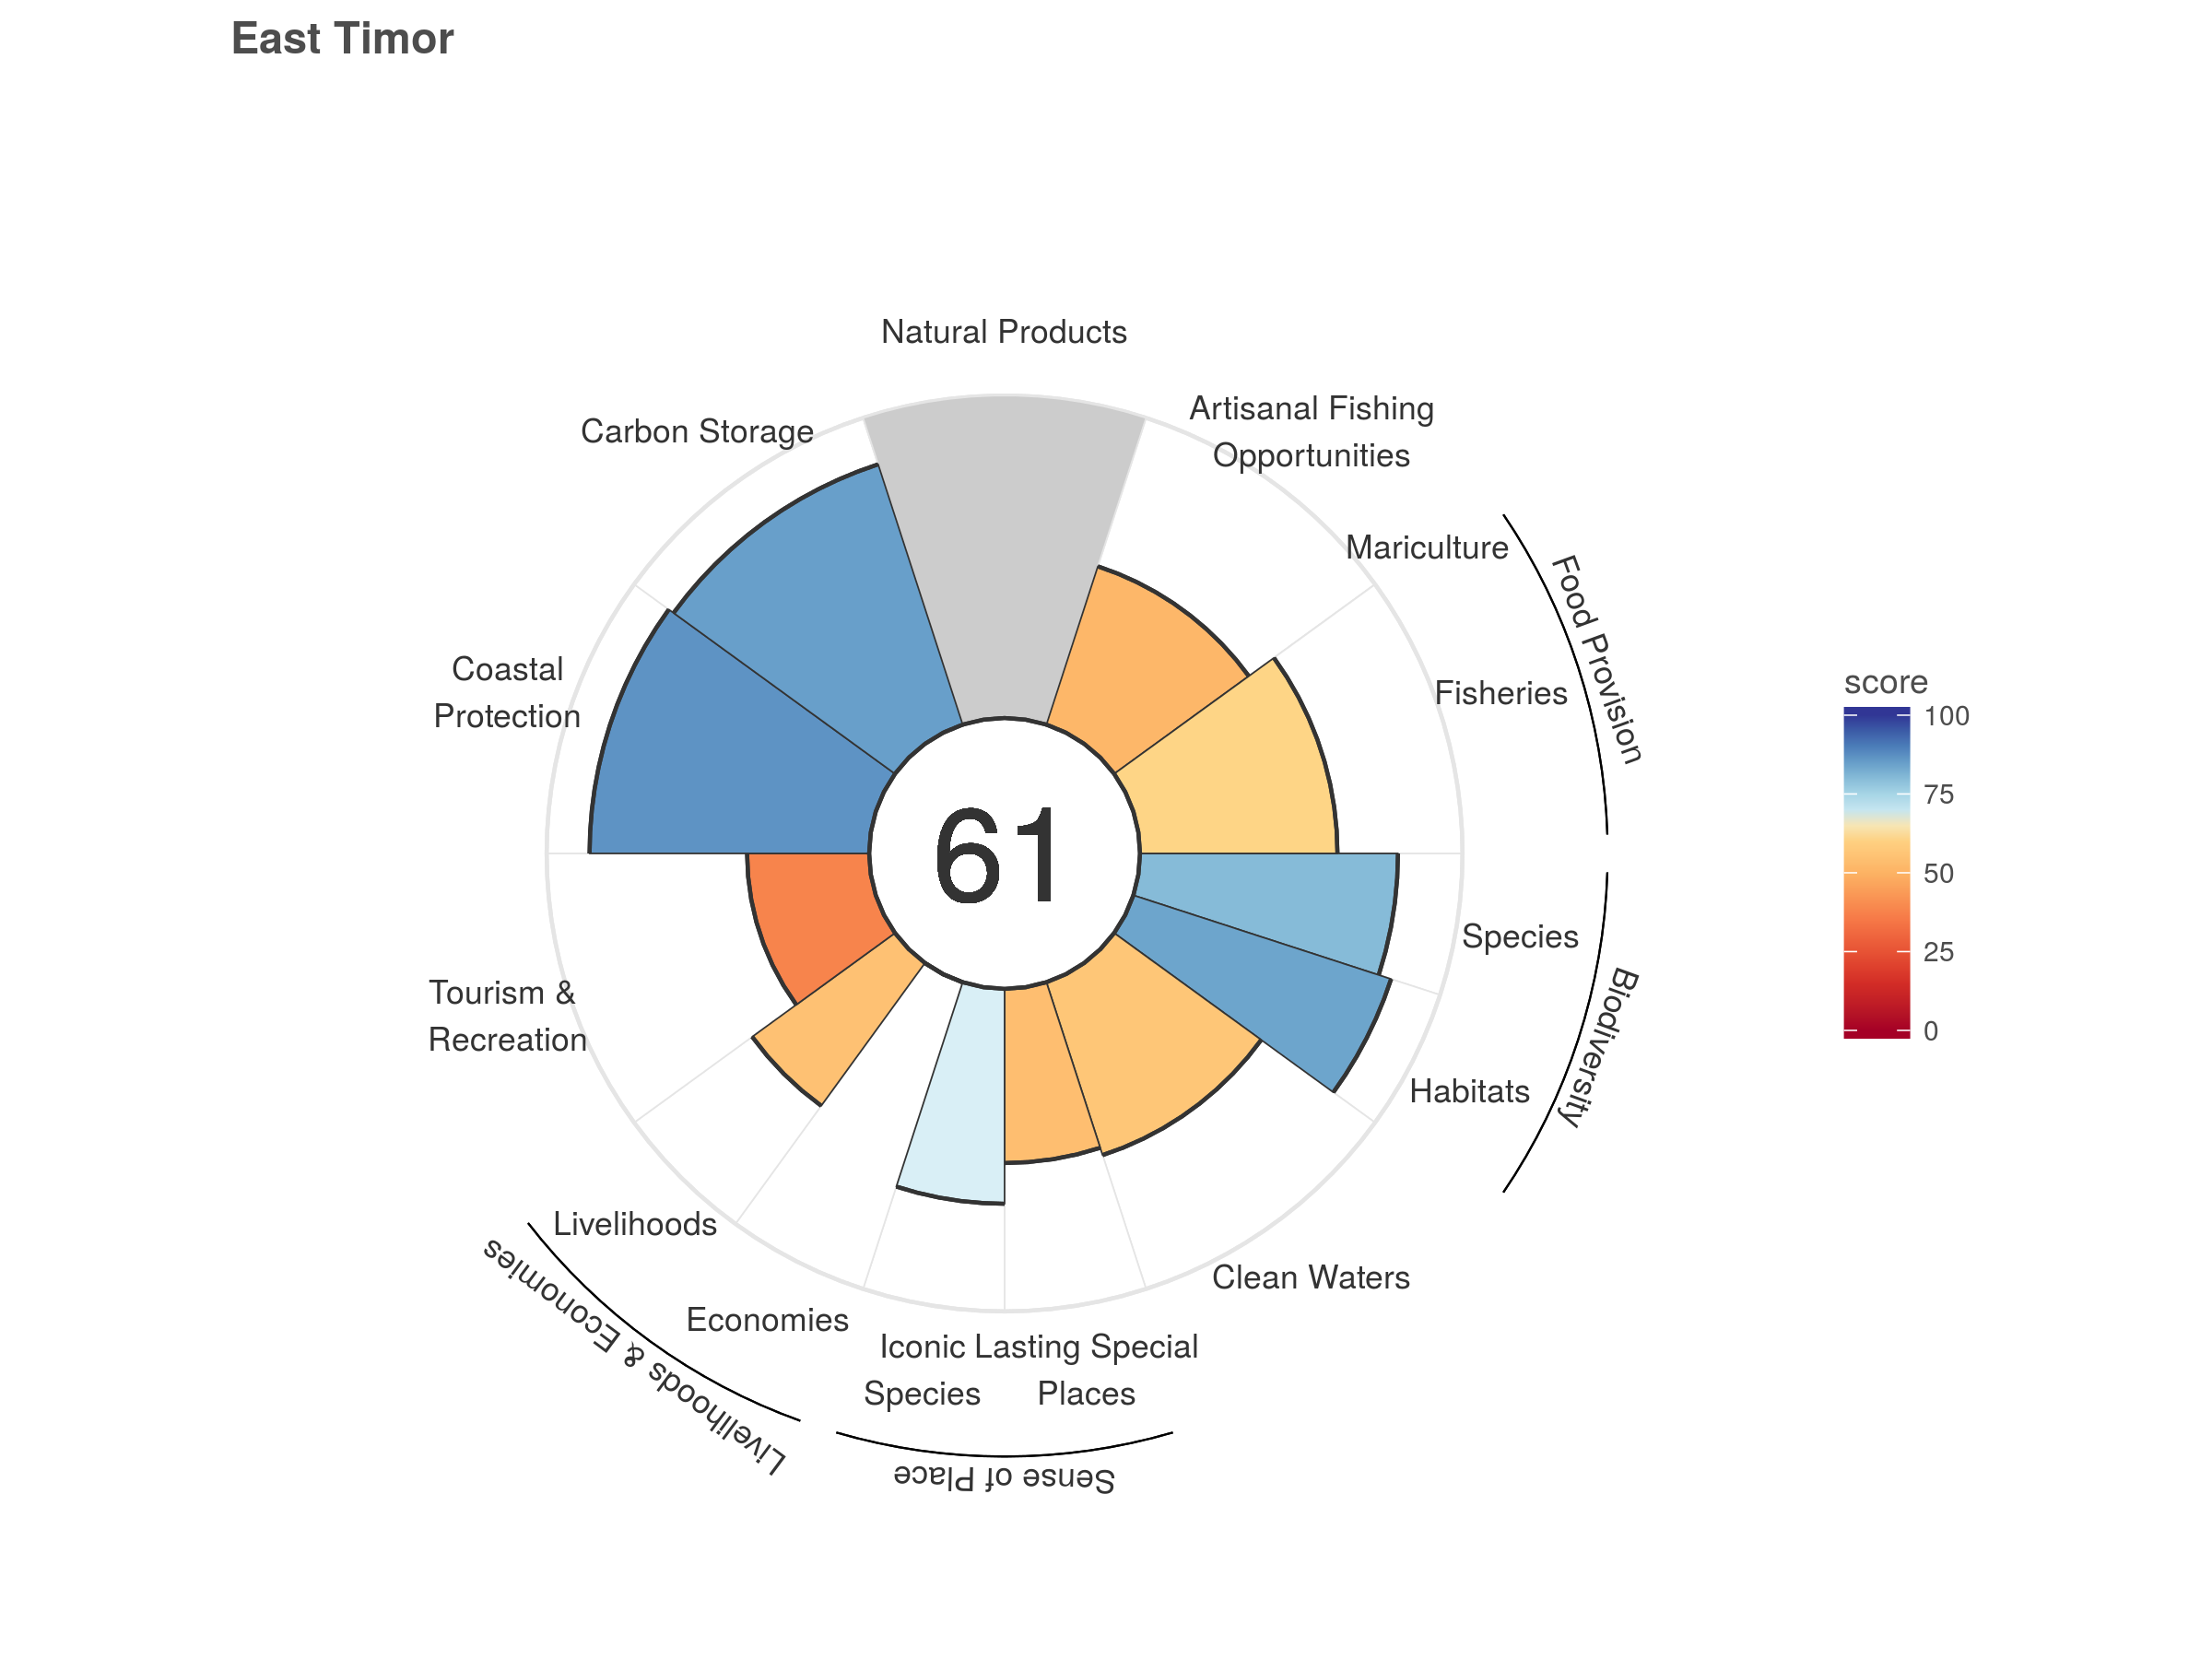 East Timor
Natural Products
Artisanal Fishing
Opportunities
Carbon Storage
Mariculture
Food Provision
Fisheries
Coastal
Protection
score
100
75
50
25
0
61
Species
Biodiversity
Habitats
Tourism &
Recreation
Livelihoods
Clean Waters
Economies
Livelihoods & Economies
Iconic
Species
Lasting Special
Places
Sense of Place